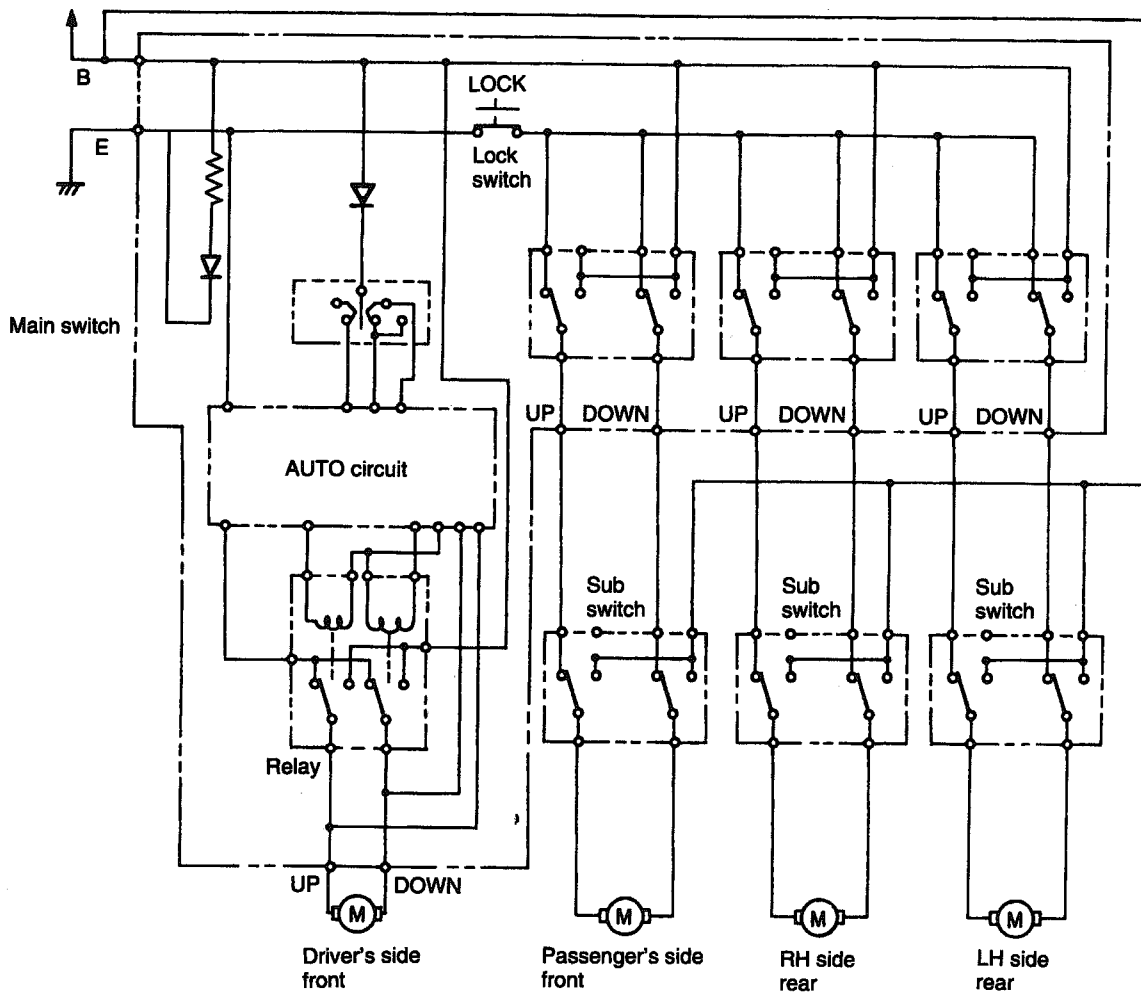 B
LOCK
E
Lock
switch
Main switch
UP DOWN UP DOWN UP DOWN
AUTO circuit
Sub
switch
Sub
switch
Sub
switch
Relay
UP DOWN
M M M M
Driver's side
front
Passenger's side
front
RH side
rear
LH side
rear